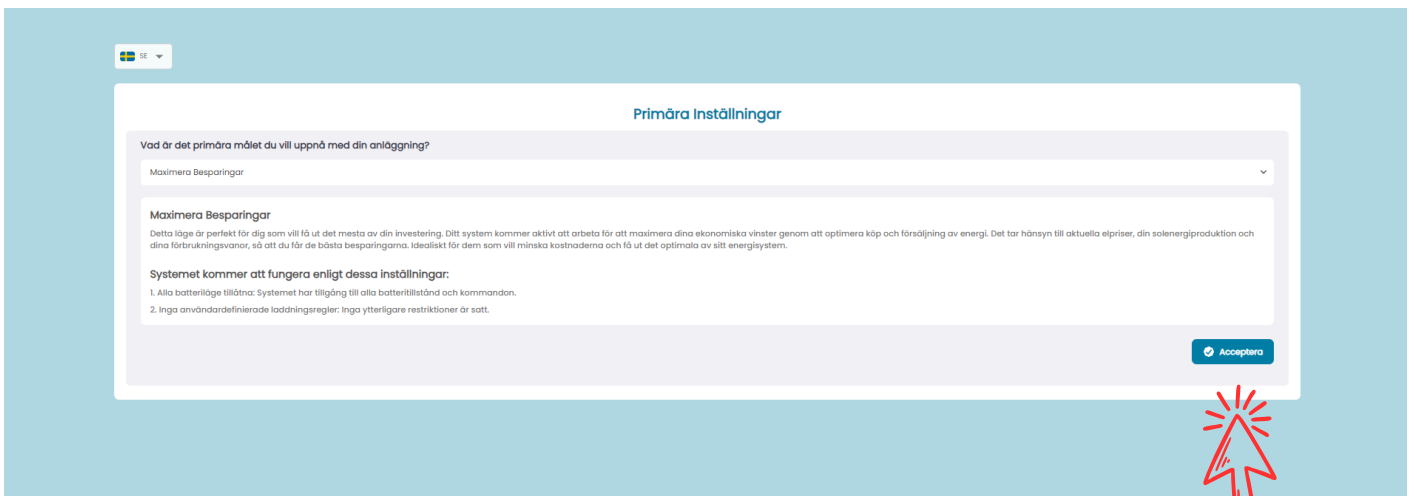 SE
Primära Inställningar
Vad är det primära målet du vill uppnå med din anläggning?
Maximera Besparingar
Maximera Besparingar
Detta läge är perfekt för dig som vill få ut det mesta av din investering. Ditt system kommer aktivt att arbeta för att maximera dina ekonomiska vinster genom att optimera köp och försäljning av energi. Det tar hänsyn till aktuella elpriser, din solenergiproduktion och
dina förbrukningsvanor, så att du får de bästa besparingarna. Idealiskt för dem som vill minska kostnaderna och få ut det optimala av sitt energisystem.
Systemet kommer att fungera enligt dessa inställningar:
1. Alla batteriläge tillåtna: Systemet har tillgång till alla batteritillstånd och kommandon.
2. Inga användardefinierade laddningsregler: Inga ytterligare restriktioner är satt.
Acceptera